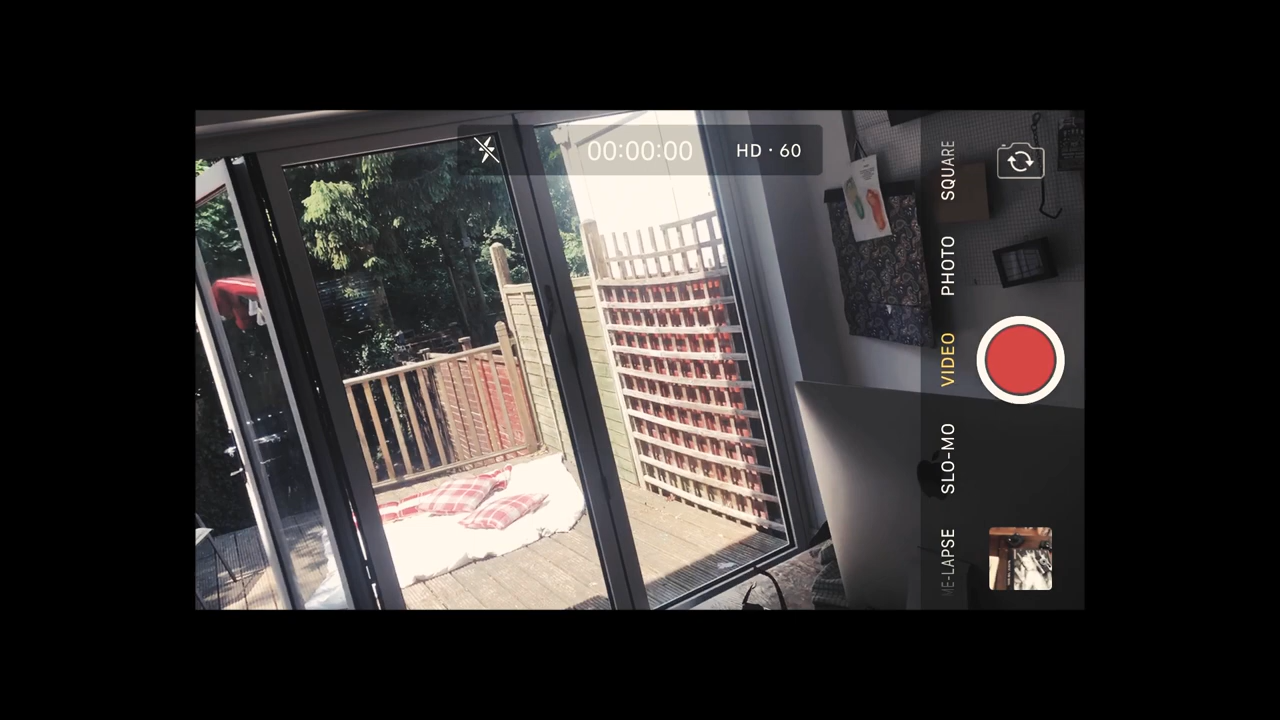 00:00:00
HD · 60
SQUARE
PHOTO
VIDEO
SLO-MO
ME-LAPSE